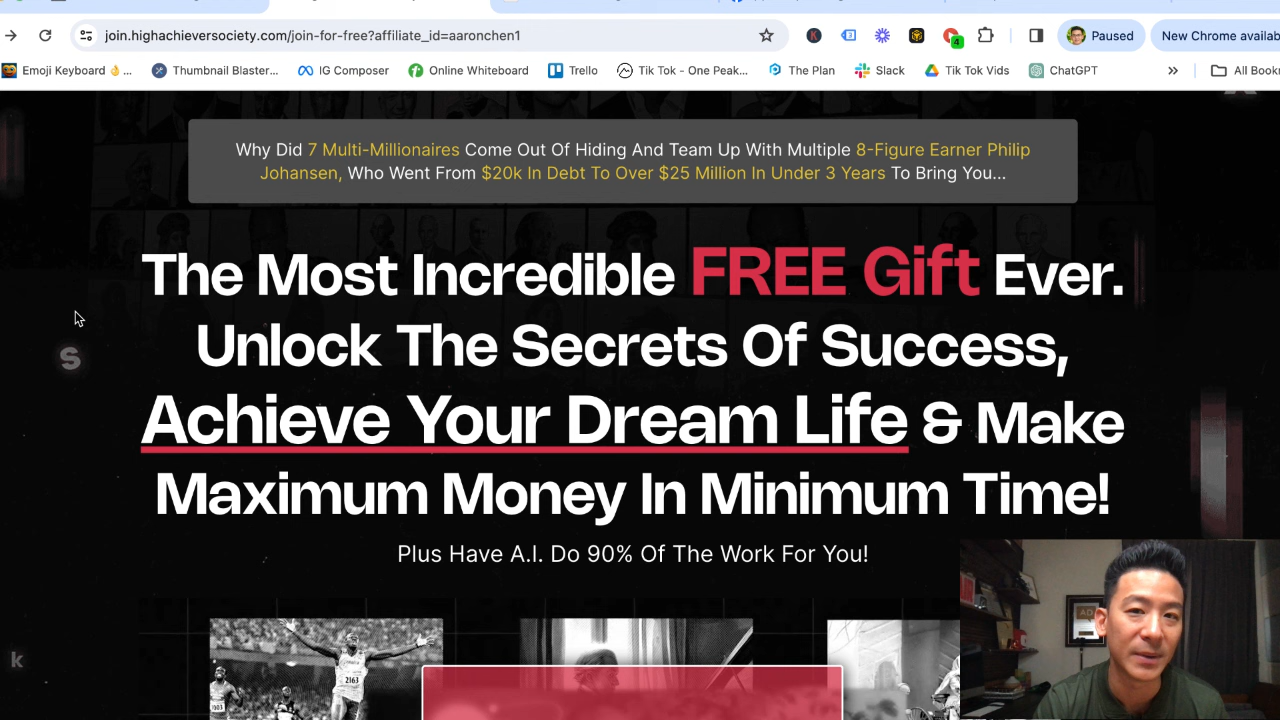 join.highachieversociety.com/join-for-free?affiliate_id=aaronchen1
4
Paused
New Chrome availab
Emoji Keyboard 👌 ...
Thumbnail Blaster...
IG Composer
Online Whiteboard
Trello
Tik Tok - One Peak...
The Plan
Slack
Tik Tok Vids
ChatGPT
»
All Book
Why Did 7 Multi-Millionaires Come Out Of Hiding And Team Up With Multiple 8-Figure Earner Philip
Johansen, Who Went From $20k In Debt To Over $25 Million In Under 3 Years To Bring You...
The Most Incredible FREE Gift Ever.
Unlock The Secrets Of Success,
Achieve Your Dream Life & Make
Maximum Money In Minimum Time!
Plus Have A.I. Do 90% Of The Work For You!
S
k
2163